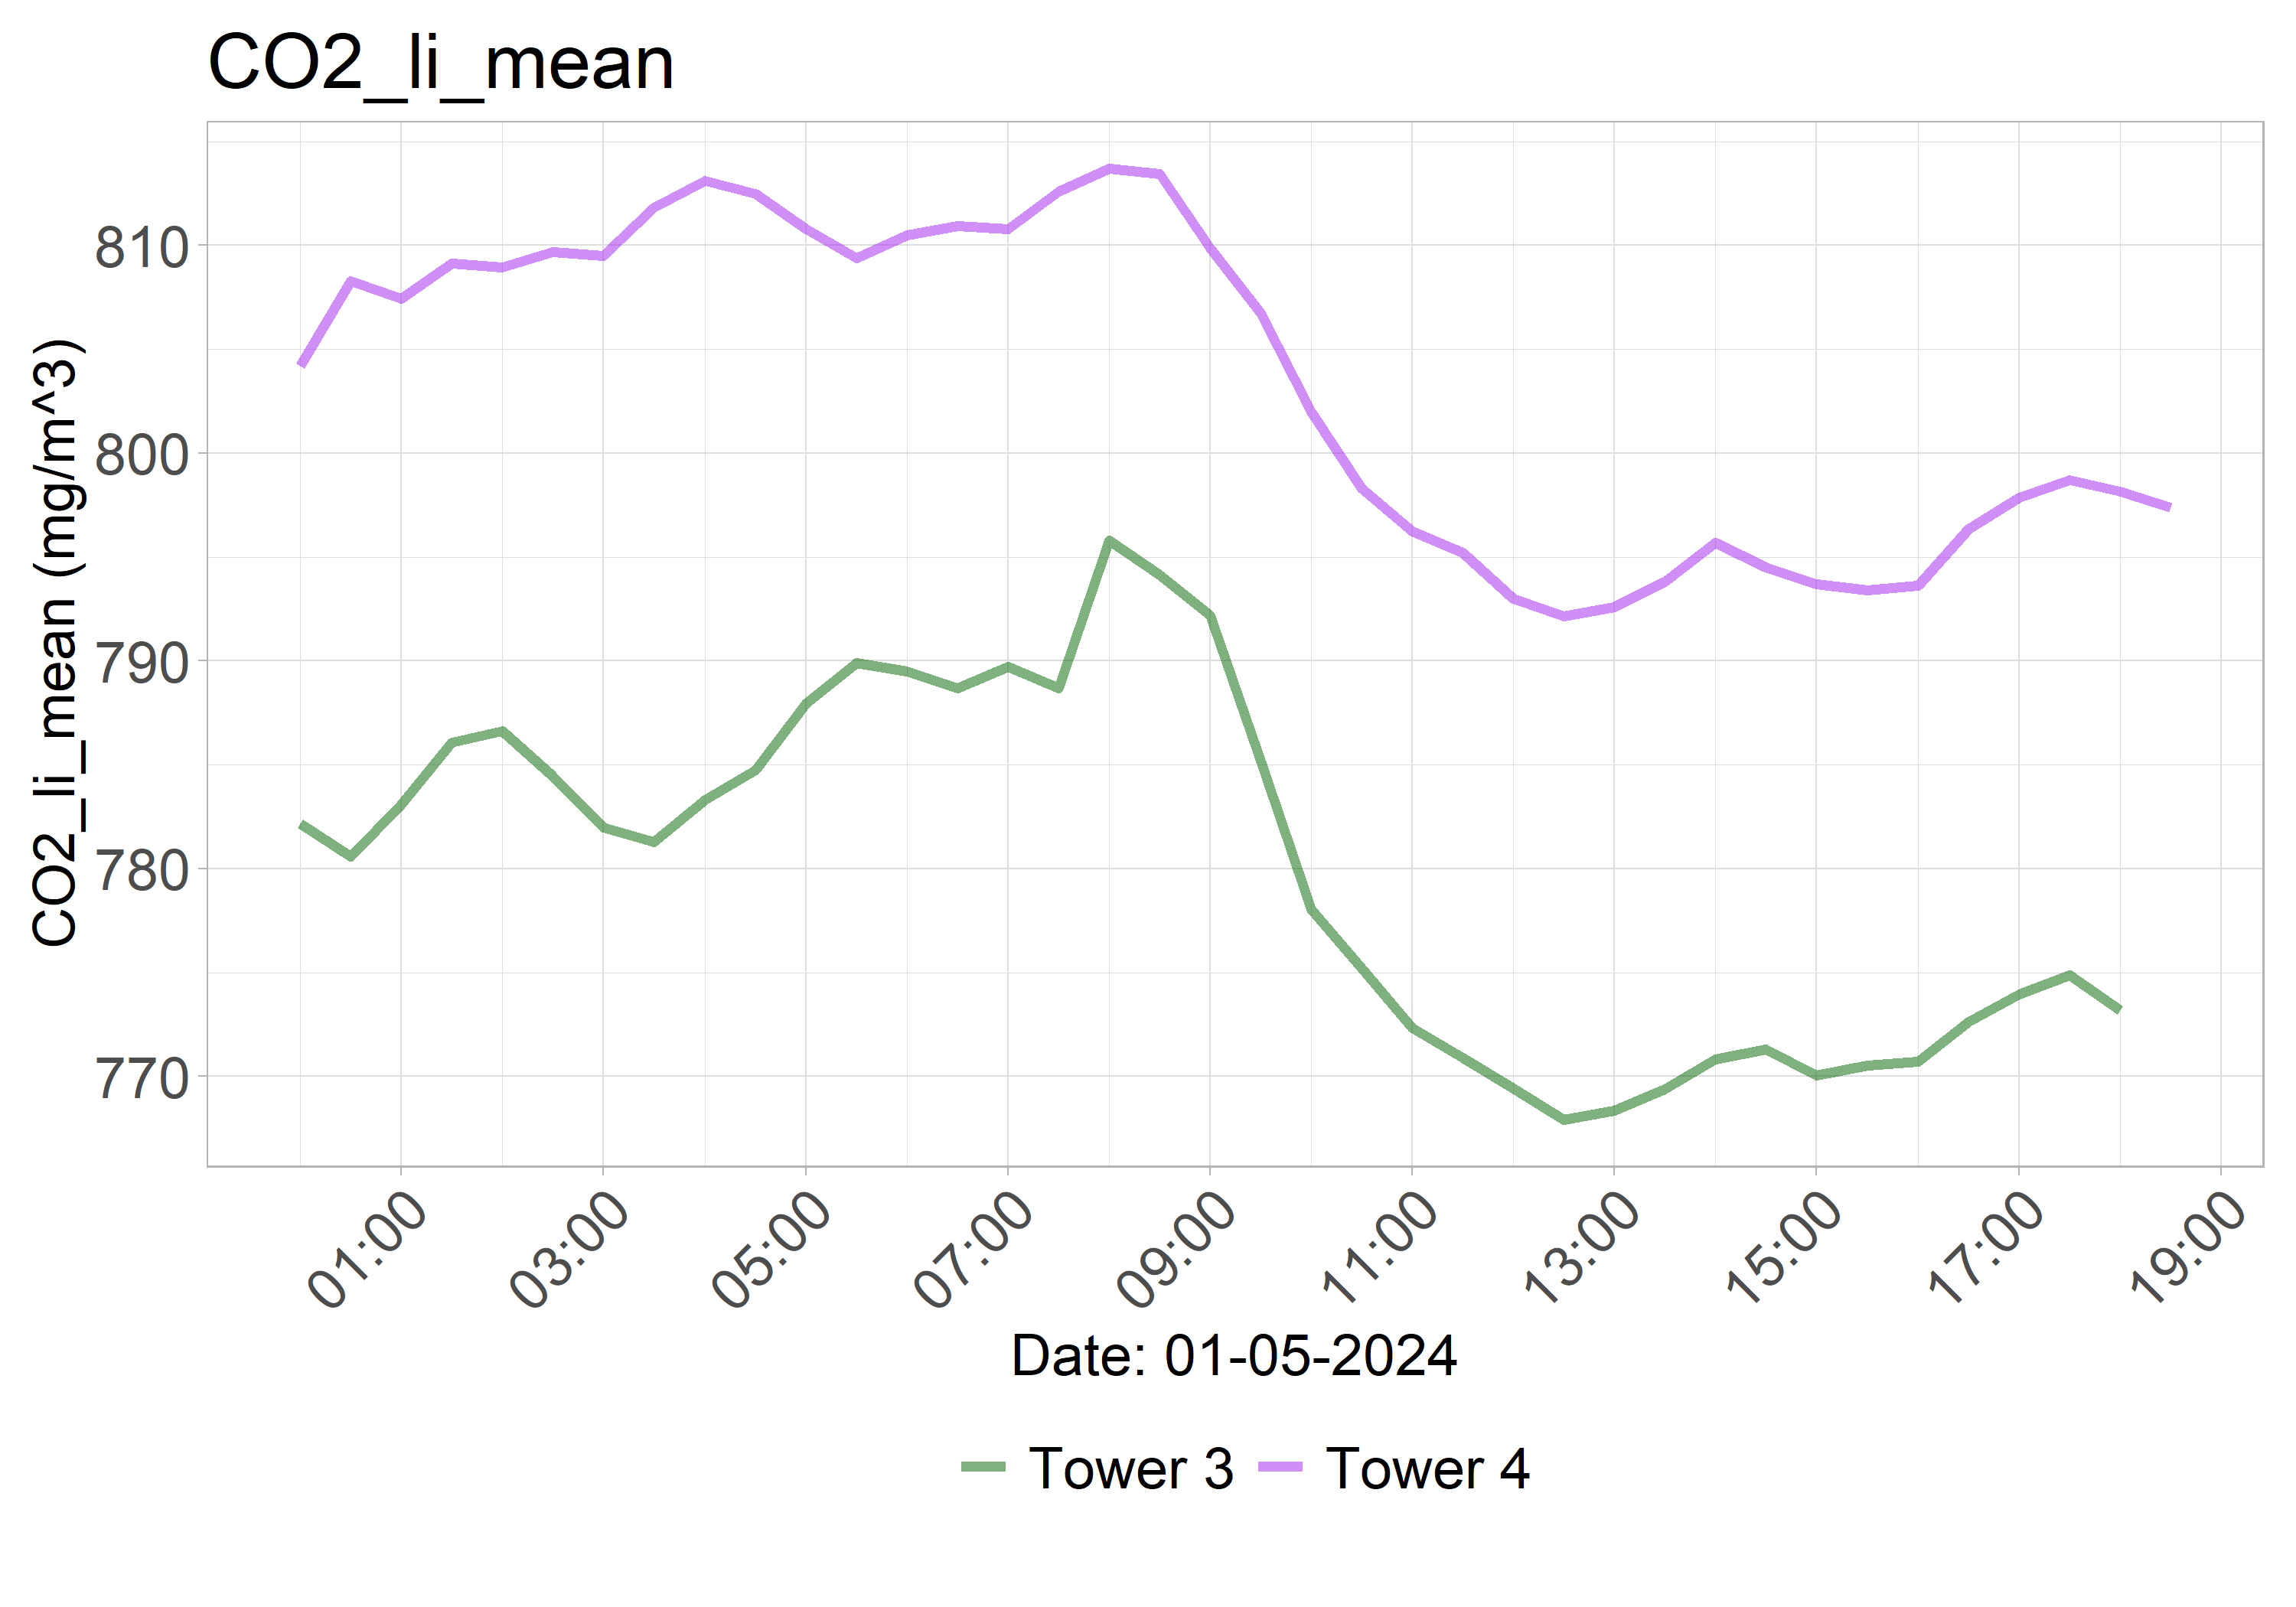 CO2_li_mean
CO2_li_mean (mg/m^3)
810
800
790
780
770
01:00 03:00 05:00 07:00 09:00 11:00 13:00 15:00 17:00 19:00
Date: 01-05-2024
Tower 3 Tower 4